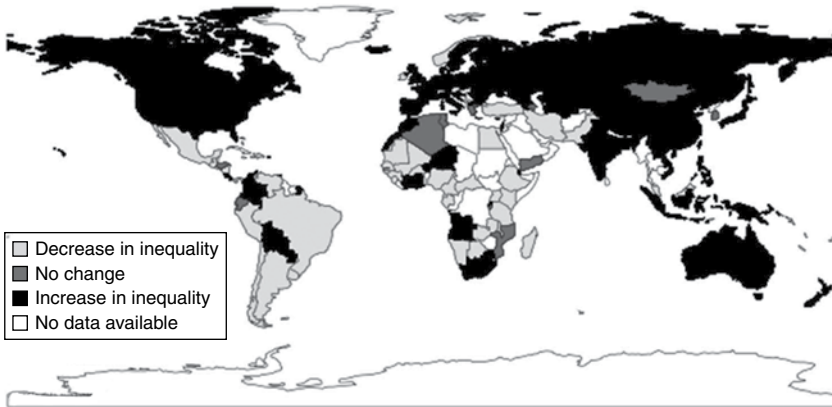 Decrease in inequality
No change
Increase in inequality
No data available